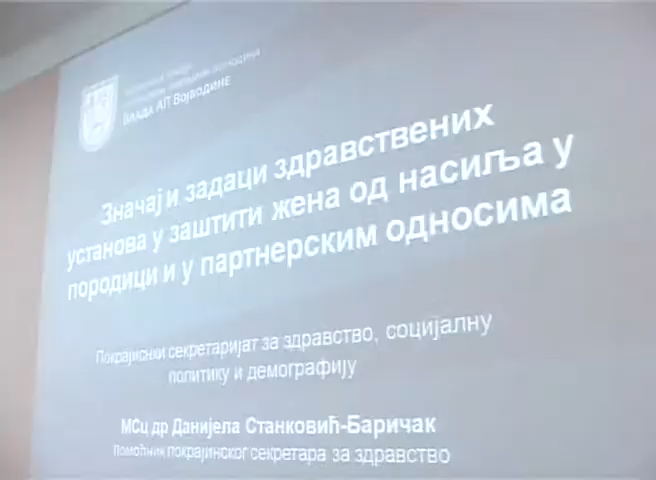 Влада АП Војводине
Значај и задаци здравствених
установа у заштити жена од насиља у
породици и у партнерским односима
Покрајински секретаријат за здравство, социјалну
политику и демографију
МСц др Данијела Станковић-Баричак
Помоћник покрајинског секретара за здравство